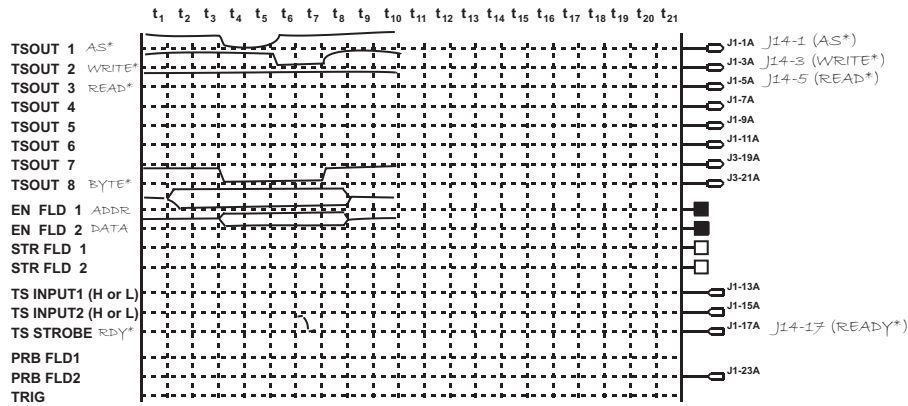 t1 t2 t3 t4 t5 t6 t7 t8 t9 t10 t11 t12 t13 t14 t15 t16 t17 t18 t19 t20 t21
TSOUT 1 AS* J1-1A J14-1 (AS*)
TSOUT 2 WRITE* J1-3A J14-3 (WRITE*)
TSOUT 3 READ* J1-5A J14-5 (READ*)
TSOUT 4 J1-7A
TSOUT 5 J1-9A
TSOUT 6 J1-11A
TSOUT 7 J3-19A
TSOUT 8 BYTE* J3-21A
EN FLD 1 ADDR
EN FLD 2 DATA
STR FLD 1
STR FLD 2
TS INPUT1 (H or L) J1-13A
TS INPUT2 (H or L) J1-15A
TS STROBE RDY* J1-17A J14-17 (READY*)
PRB FLD1
PRB FLD2 J1-23A
TRIG